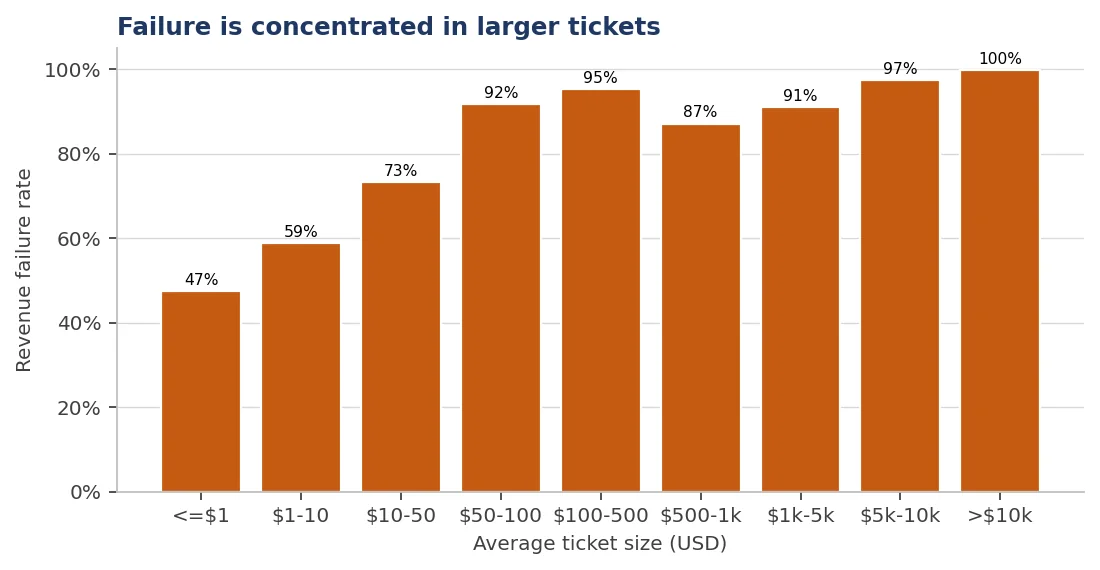 Failure is concentrated in larger tickets
Revenue failure rate
100%
80%
60%
40%
20%
0%
47%
59%
73%
92%
95%
87%
91%
97%
100%
<=$1
$1-10
$10-50
$50-100
$100-500
$500-1k
$1k-5k
$5k-10k
>$10k
Average ticket size (USD)